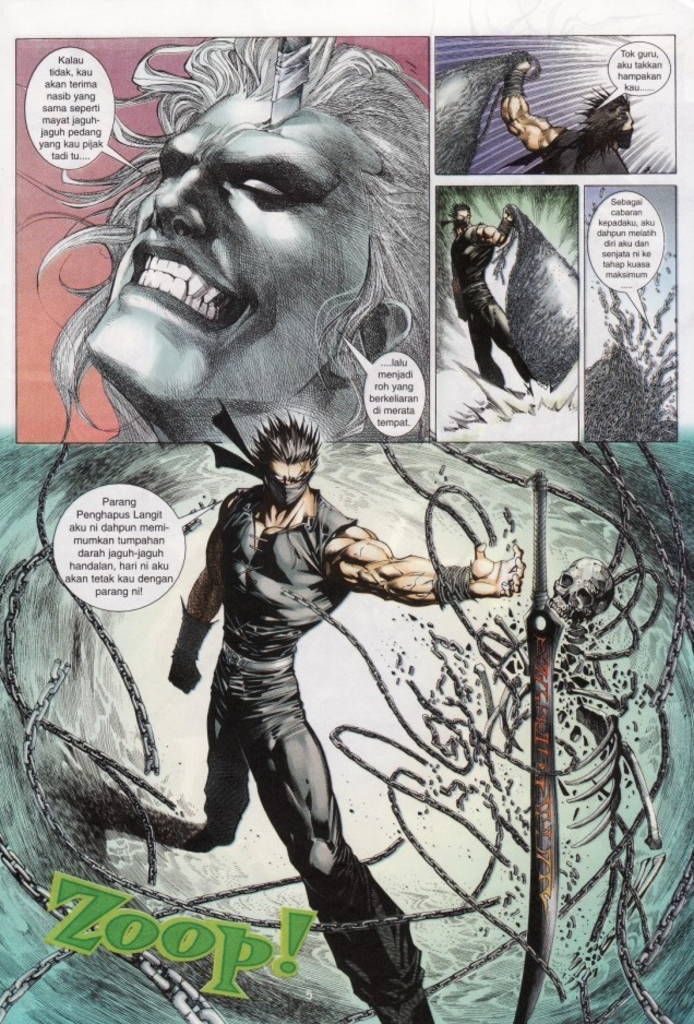 Kalau
tidak, kau
akan terima
nasib yang
sama seperti
mayat jaguh-
jaguh pedang
yang kau pijak
tadi tu....
....lalu
menjadi
roh yang
berkeliaran
di merata
tempat.
Tok guru,
aku takkan
hampakan
kau......
Sebagai
cabaran
kepadaku, aku
dahpun melatih
diri aku dan
senjata ni ke
tahap kuasa
maksimum
.....
Parang
Penghapus Langit
aku ni dahpun memi-
mumkan tumpahan
darah jaguh-jaguh
handalan, hari ni aku
akan tetak kau dengan
parang ni!
Zoop!
5